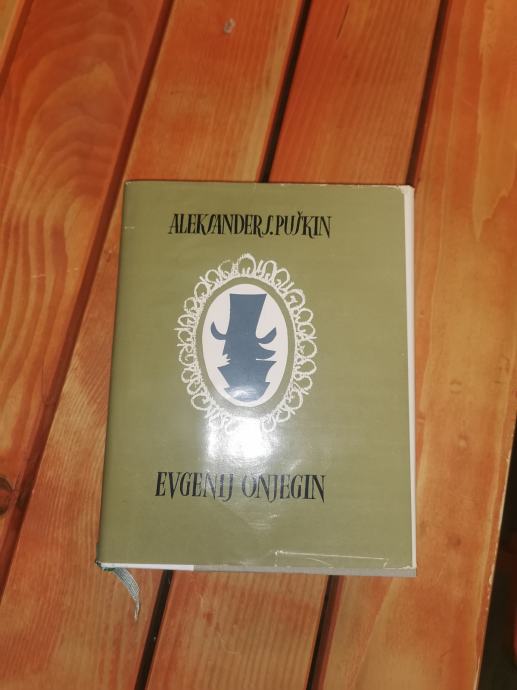 ALEKSANDER S. PUŠKIN
EVGENIJ ONJEGIN